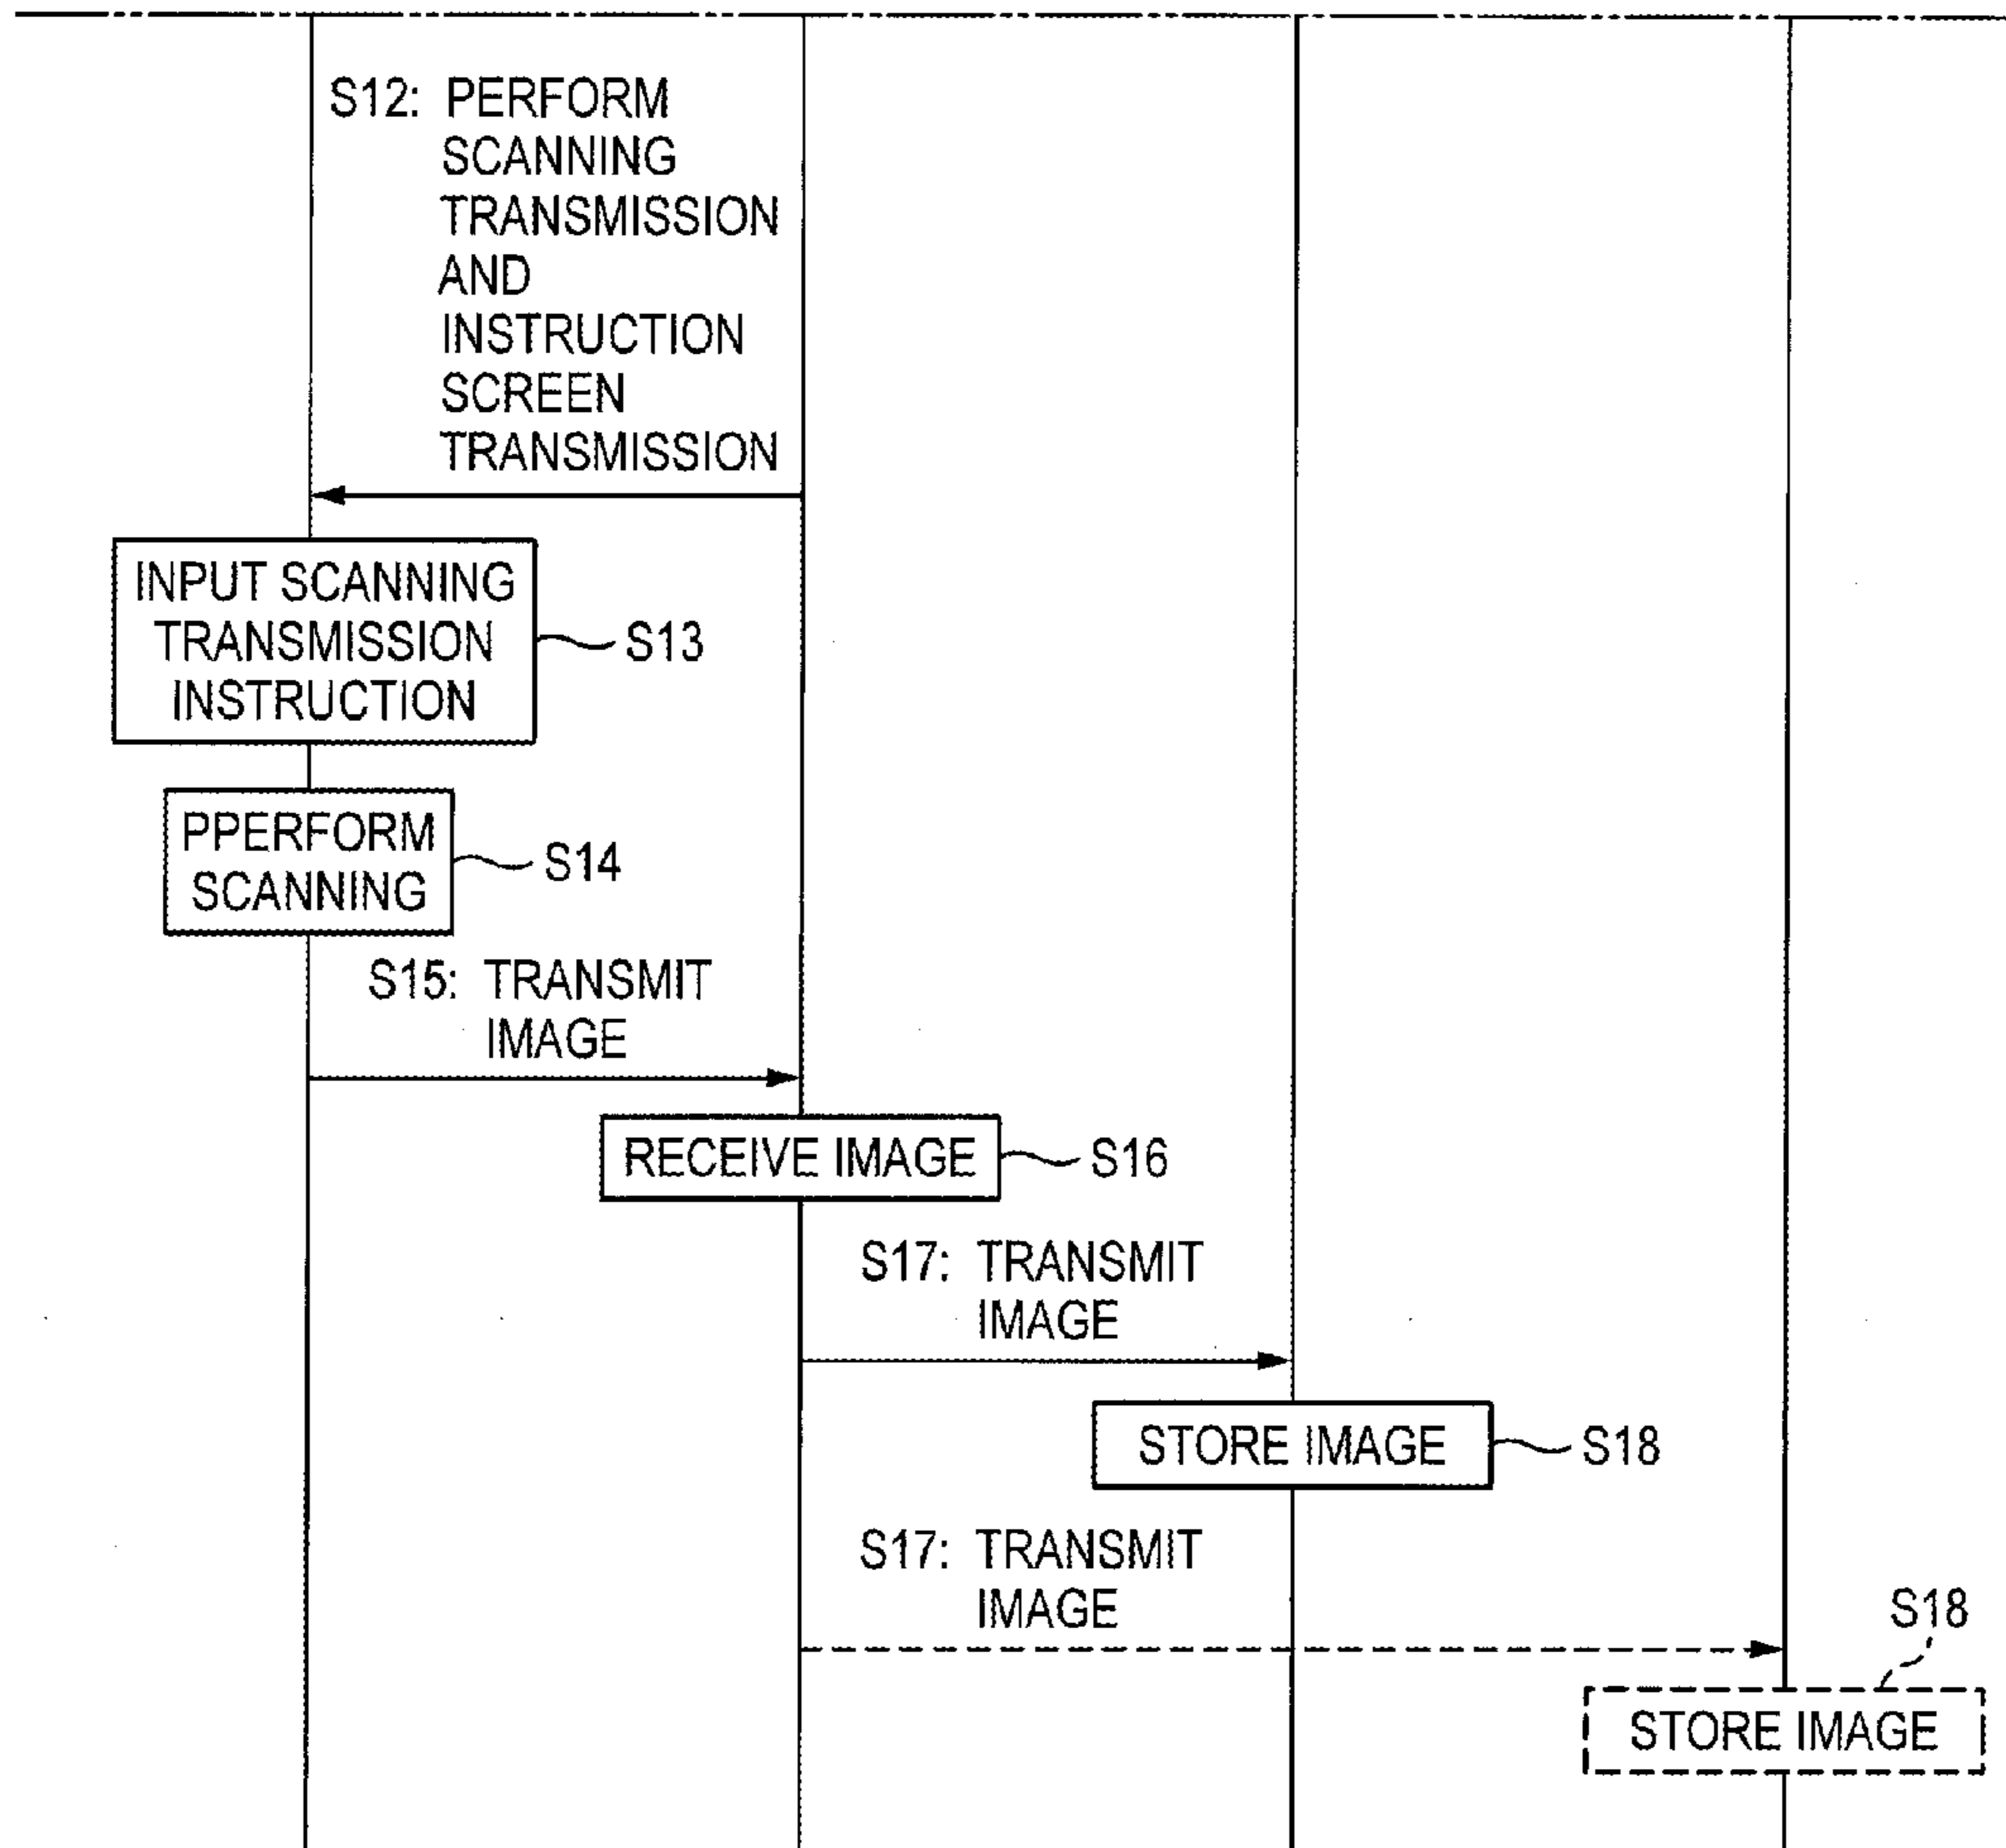 S12: PERFORM
SCANNING
TRANSMISSION
AND
INSTRUCTION
SCREEN
TRANSMISSION
INPUT SCANNING
TRANSMISSION
INSTRUCTION
S13
PPERFORM
SCANNING
S14
S15: TRANSMIT
IMAGE
RECEIVE IMAGE
S16
S17: TRANSMIT
IMAGE
STORE IMAGE
S18
S17: TRANSMIT
IMAGE
S18
STORE IMAGE